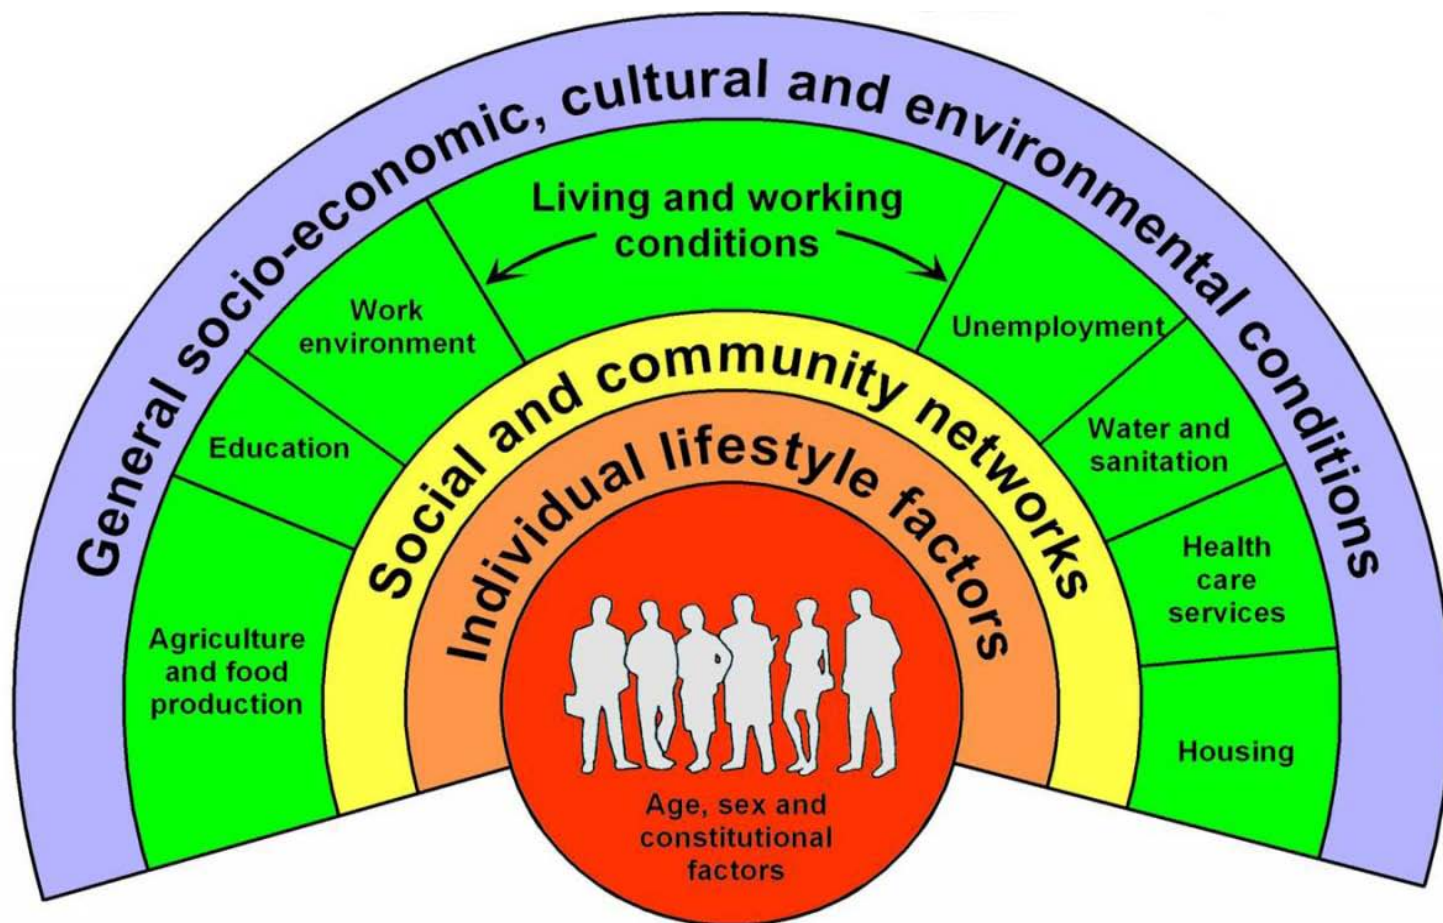 General socio-economic, cultural and environmental conditions
Living and working
conditions
Work
environment
Unemployment
Education
Water and
sanitation
Agriculture
and food
production
Health
care
services
Housing
Social and community networks
Individual lifestyle factors
Age, sex and
constitutional
factors